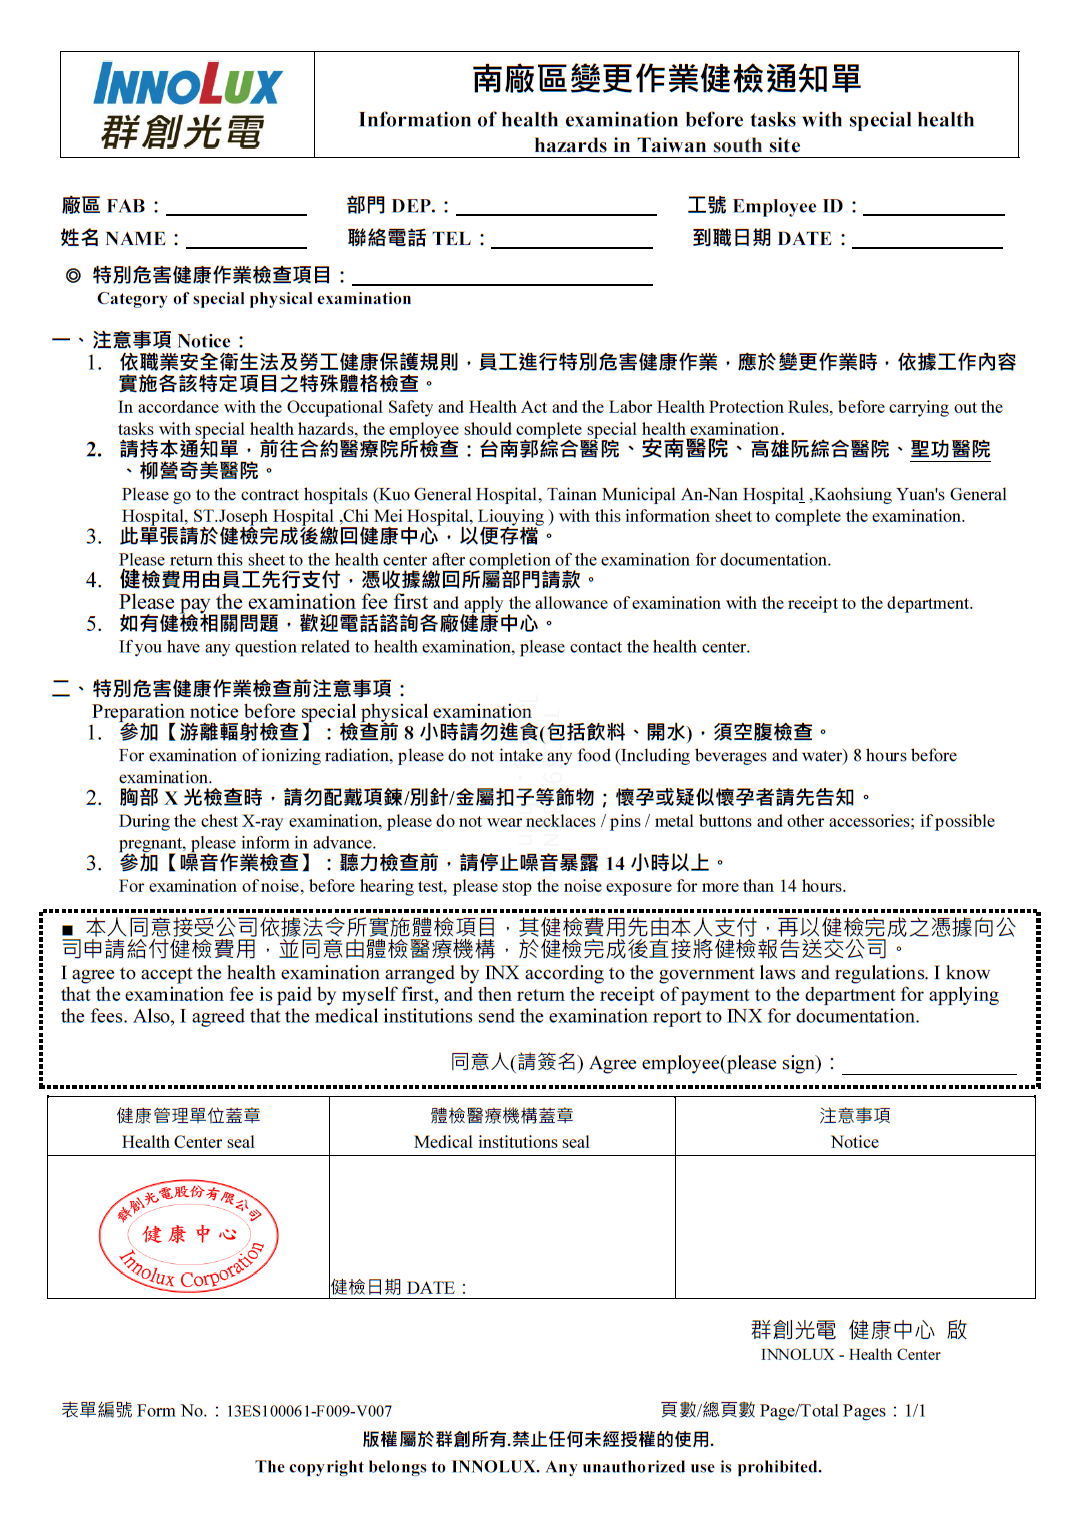 INNOLUX
群創光電
南廠區變更作業健檢通知單
Information of health examination before tasks with special health
hazards in Taiwan south site
廠區 FAB： 部門 DEP.： 工號 Employee ID：
姓名 NAME： 聯絡電話 TEL： 到職日期 DATE：
◎ 特別危害健康作業檢查項目：
Category of special physical examination
一、注意事項 Notice：
1. 依職業安全衛生法及勞工健康保護規則，員工進行特別危害健康作業，應於變更作業時，依據工作內容
實施各該特定項目之特殊體格檢查。
In accordance with the Occupational Safety and Health Act and the Labor Health Protection Rules, before carrying out the
tasks with special health hazards, the employee should complete special health examination.
2. 請持本通知單，前往合約醫療院所檢查：台南郭綜合醫院、安南醫院、高雄阮綜合醫院、聖功醫院
、柳營奇美醫院。
Please go to the contract hospitals (Kuo General Hospital, Tainan Municipal An-Nan Hospital ,Kaohsiung Yuan's General
Hospital, ST.Joseph Hospital ,Chi Mei Hospital, Liouying ) with this information sheet to complete the examination.
3. 此單張請於健檢完成後繳回健康中心，以便存檔。
Please return this sheet to the health center after completion of the examination for documentation.
4. 健檢費用由員工先行支付，憑收據繳回所屬部門請款。
Please pay the examination fee first and apply the allowance of examination with the receipt to the department.
5. 如有健檢相關問題，歡迎電話諮詢各廠健康中心。
If you have any question related to health examination, please contact the health center.
二、特別危害健康作業檢查前注意事項：
Preparation notice before special physical examination
1. 參加【游離輻射檢查】：檢查前 8 小時請勿進食(包括飲料、開水)，須空腹檢查。
For examination of ionizing radiation, please do not intake any food (Including beverages and water) 8 hours before
examination.
2. 胸部 X 光檢查時，請勿配戴項鍊/別針/金屬扣子等飾物；懷孕或疑似懷孕者請先告知。
During the chest X-ray examination, please do not wear necklaces / pins / metal buttons and other accessories; if possible
pregnant, please inform in advance.
3. 參加【噪音作業檢查】：聽力檢查前，請停止噪音暴露 14 小時以上。
For examination of noise, before hearing test, please stop the noise exposure for more than 14 hours.
■ 本人同意接受公司依據法令所實施體檢項目，其健檢費用先由本人支付，再以健檢完成之憑據向公
司申請給付健檢費用，並同意由體檢醫療機構，於健檢完成後直接將健檢報告送交公司。
I agree to accept the health examination arranged by INX according to the government laws and regulations. I know
that the examination fee is paid by myself first, and then return the receipt of payment to the department for applying
the fees. Also, I agreed that the medical institutions send the examination report to INX for documentation.
同意人(請簽名) Agree employee(please sign)：
健康管理單位蓋章 體檢醫療機構蓋章 注意事項
Health Center seal Medical institutions seal Notice
群創光電股份有限公司
健康中心
Innolux Corporation
健檢日期 DATE：
群創光電 健康中心 啟
INNOLUX - Health Center
表單編號 Form No.：13ES100061-F009-V007 頁數/總頁數 Page/Total Pages：1/1
版權屬於群創所有.禁止任何未經授權的使用.
The copyright belongs to INNOLUX. Any unauthorized use is prohibited.